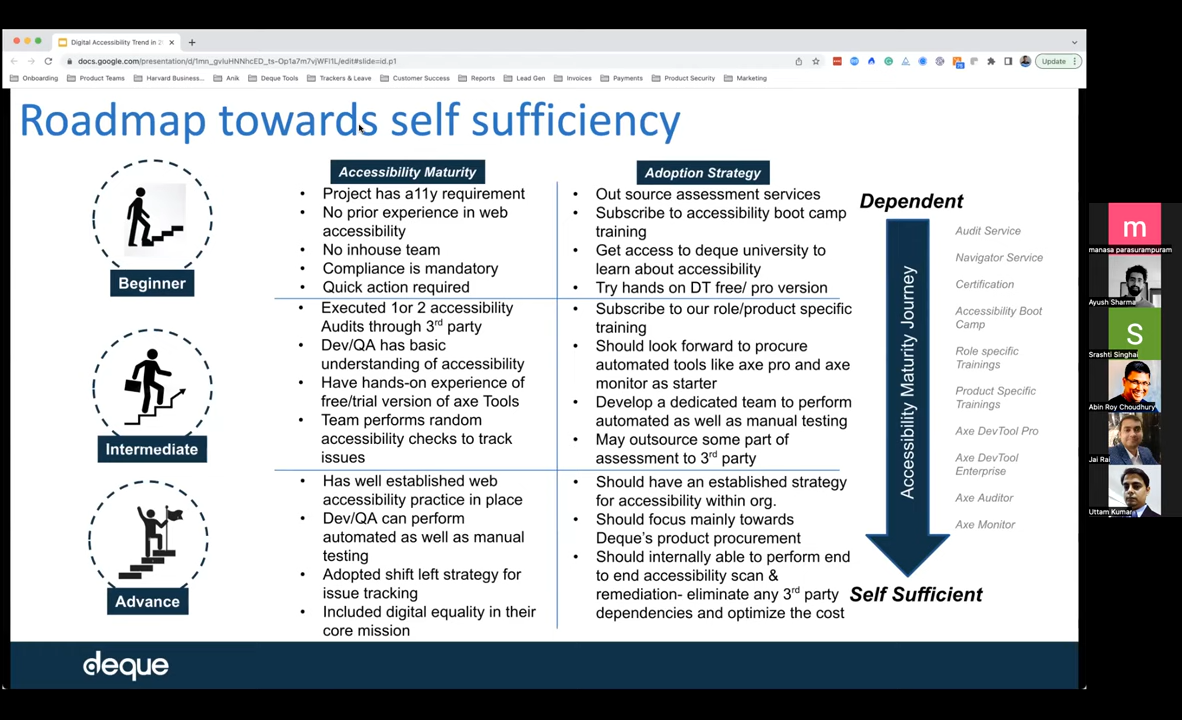 Digital Accessibility Trend in 2
docs.google.com/presentation/d/1mn_gvIuHNNhcED_ts-Op1a7m7vjWFI1L/edit#slide=id.p1
Update
Onboarding
Product Teams
Harvard Business...
Anik
Deque Tools
Trackers & Leave
Customer Success
Reports
Lead Gen
Invoices
Payments
Product Security
Marketing
Roadmap towards self sufficiency
Accessibility Maturity
Adoption Strategy
Beginner
• Project has a11y requirement
• No prior experience in web
accessibility
• No inhouse team
• Compliance is mandatory
• Quick action required
• Out source assessment services
• Subscribe to accessibility boot camp
training
• Get access to deque university to
learn about accessibility
• Try hands on DT free/ pro version
Intermediate
• Executed 1or 2 accessibility
Audits through 3rd party
• Dev/QA has basic
understanding of accessibility
• Have hands-on experience of
free/trial version of axe Tools
• Team performs random
accessibility checks to track
issues
• Subscribe to our role/product specific
training
• Should look forward to procure
automated tools like axe pro and axe
monitor as starter
• Develop a dedicated team to perform
automated as well as manual testing
• May outsource some part of
assessment to 3rd party
Advance
• Has well established web
accessibility practice in place
• Dev/QA can perform
automated as well as manual
testing
• Adopted shift left strategy for
issue tracking
• Included digital equality in their
core mission
• Should have an established strategy
for accessibility within org.
• Should focus mainly towards
Deque's product procurement
• Should internally able to perform end
to end accessibility scan &
remediation- eliminate any 3rd party
dependencies and optimize the cost
Dependent
Accessibility Maturity Journey
Self Sufficient
Audit Service
Navigator Service
Certification
Accessibility Boot
Camp
Role specific
Trainings
Product Specific
Trainings
Axe DevTool Pro
Axe DevTool
Enterprise
Axe Auditor
Axe Monitor
deque
m
manasa parasurampuram
Ayush Sharma
S
Srashti Singhai
Abin Roy Choudhury
Jai Rai
Uttam Kumar